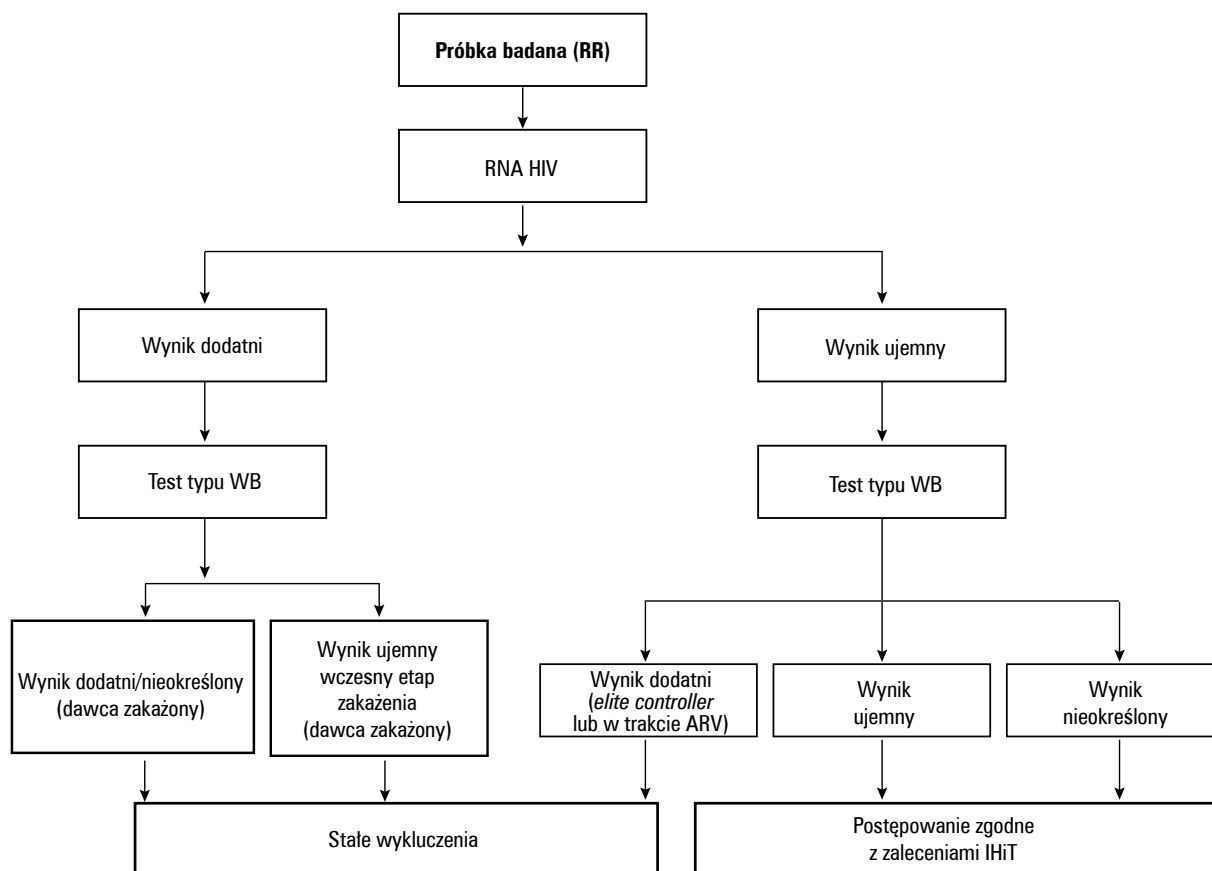 Próbka badana (RR)
RNA HIV
Wynik dodatni
Wynik ujemny
Test typu WB
Test typu WB
Wynik dodatni/nieokreślony
(dawca zakażony)
Wynik ujemny
wczesny etap
zakażenia
(dawca zakażony)
Wynik dodatni
(elite controller
lub w trakcie ARV)
Wynik
ujemny
Wynik
nieokreślony
Stałe wykluczenia
Postępowanie zgodne
z zaleceniami IHiT